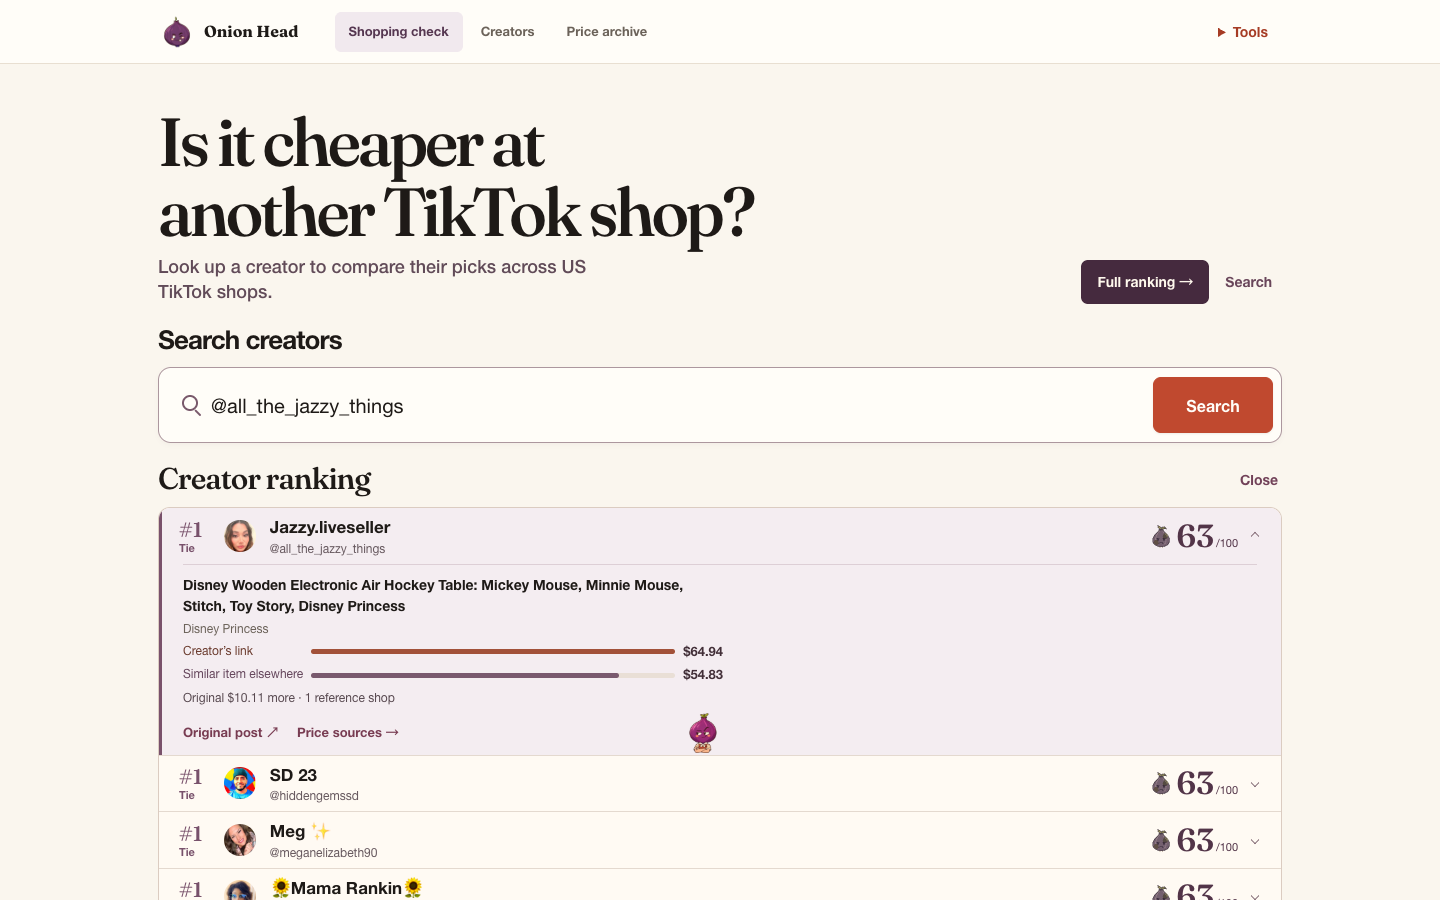 Onion Head
Shopping check
Creators
Price archive
▶ Tools
Is it cheaper at
another TikTok shop?
Look up a creator to compare their picks across US
TikTok shops.
Full ranking →
Search
Search creators
@all_the_jazzy_things
Search
Creator ranking
Close
#1
Tie
Jazzy.liveseller
@all_the_jazzy_things
63/100
Disney Wooden Electronic Air Hockey Table: Mickey Mouse, Minnie Mouse,
Stitch, Toy Story, Disney Princess
Disney Princess
Creator's link $64.94
Similar item elsewhere $54.83
Original $10.11 more · 1 reference shop
Original post ↗ Price sources →
#1
Tie
SD 23
@hiddengemssd
63/100
#1
Tie
Meg ✨
@meganelizabeth90
63/100
#1
🌻Mama Rankin🌻
63